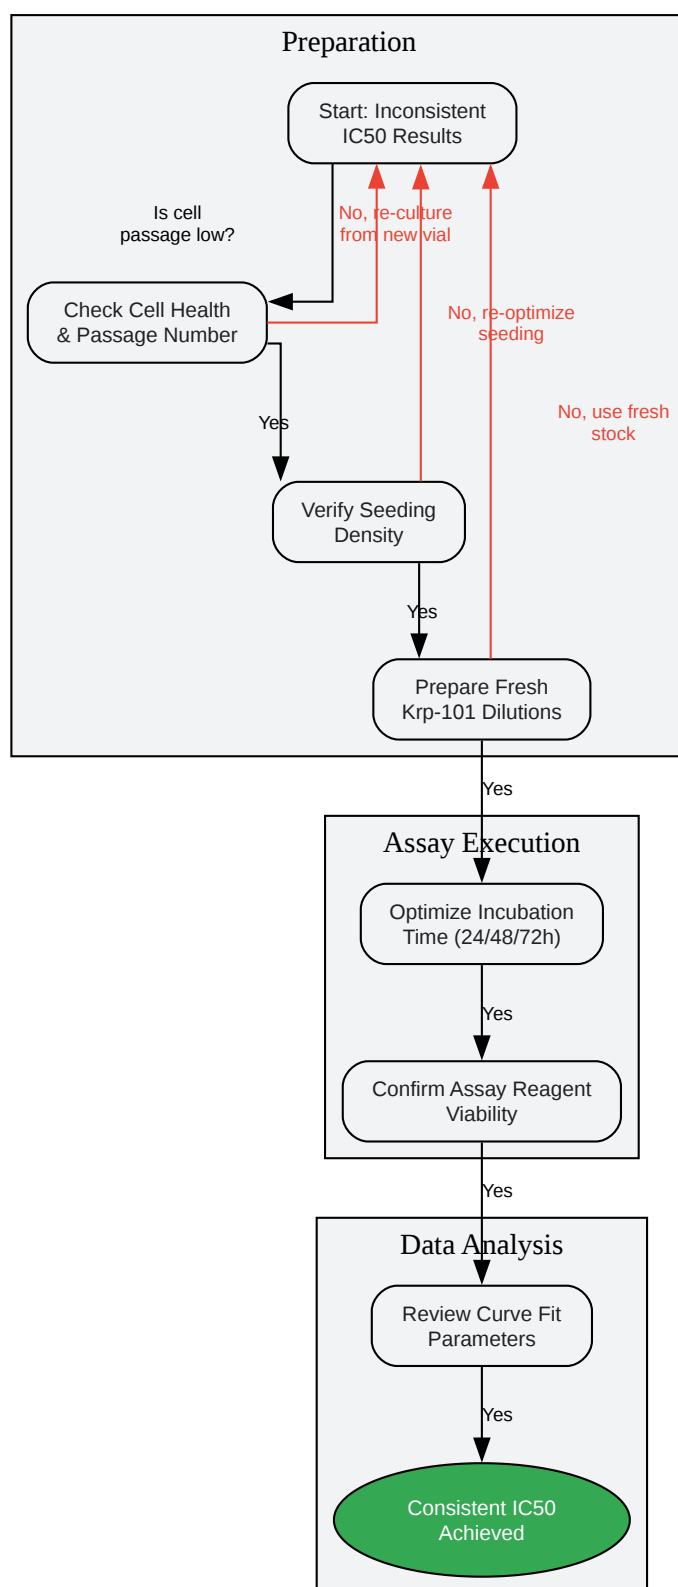 Preparation
Start: Inconsistent
IC50 Results
Is cell
passage low?
No, re-culture
from new vial
Check Cell Health
& Passage Number
No, re-optimize
seeding
No, use fresh
stock
Yes
Verify Seeding
Density
Yes
Prepare Fresh
Krp-101 Dilutions
Yes
Assay Execution
Optimize Incubation
Time (24/48/72h)
Yes
Confirm Assay Reagent
Viability
Yes
Data Analysis
Review Curve Fit
Parameters
Yes
Consistent IC50
Achieved